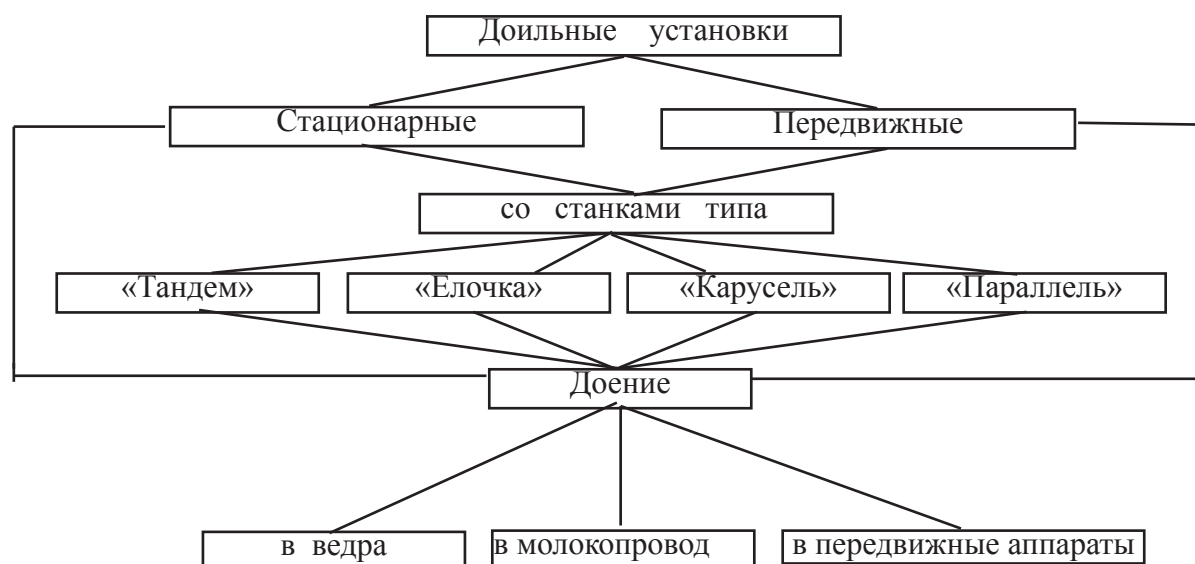 Доильные установки
Стационарные Передвижные
со станками типа
«Тандем» «Елочка» «Карусель» «Параллель»
Доение
в ведра в молокопровод в передвижные аппараты